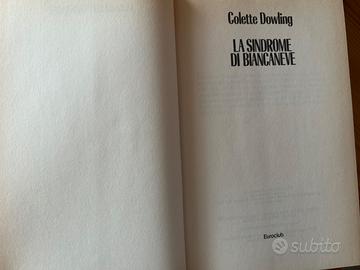 Colette Dowling
LA SINDROME
DI BIANCANEVE
Euroclub
subito